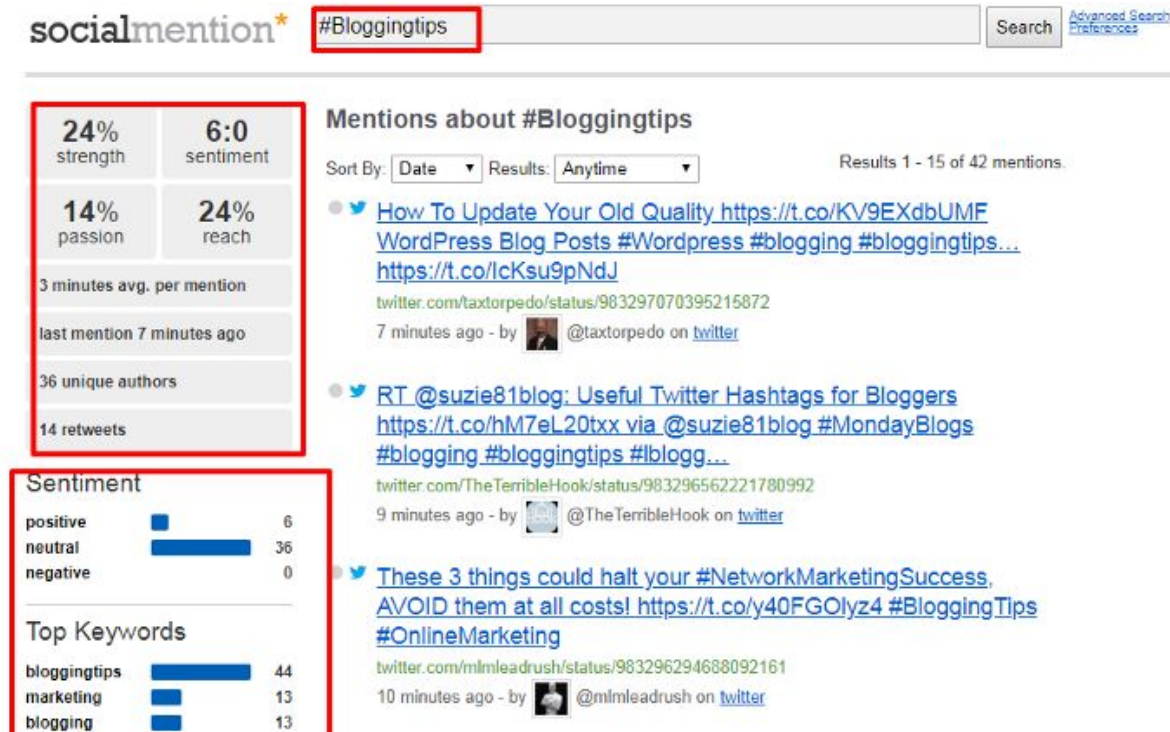 socialmention*
#Bloggingtips
Search
Advanced Search
Preferences
24%
strength
6:0
sentiment
14%
passion
24%
reach
3 minutes avg. per mention
last mention 7 minutes ago
36 unique authors
14 retweets
Sentiment
positive 6
neutral 36
negative 0
Top Keywords
bloggingtips 44
marketing 13
blogging 13
Mentions about #Bloggingtips
Sort By: Date Results: Anytime
Results 1 - 15 of 42 mentions.
How To Update Your Old Quality https://t.co/KV9EXdbUMF
WordPress Blog Posts #Wordpress #blogging #bloggingtips…
https://t.co/IcKsu9pNdJ
twitter.com/taxtorpedo/status/983297070395215872
7 minutes ago - by @taxtorpedo on twitter
RT @suzie81blog: Useful Twitter Hashtags for Bloggers
https://t.co/hM7eL20txx via @suzie81blog #MondayBlogs
#blogging #bloggingtips #lblogg…
twitter.com/TheTerribleHook/status/983296562221780992
9 minutes ago - by @TheTerribleHook on twitter
These 3 things could halt your #NetworkMarketingSuccess,
AVOID them at all costs! https://t.co/y40FGOlyz4 #BloggingTips
#OnlineMarketing
twitter.com/mlmleadrush/status/983296294688092161
10 minutes ago - by @mlmleadrush on twitter